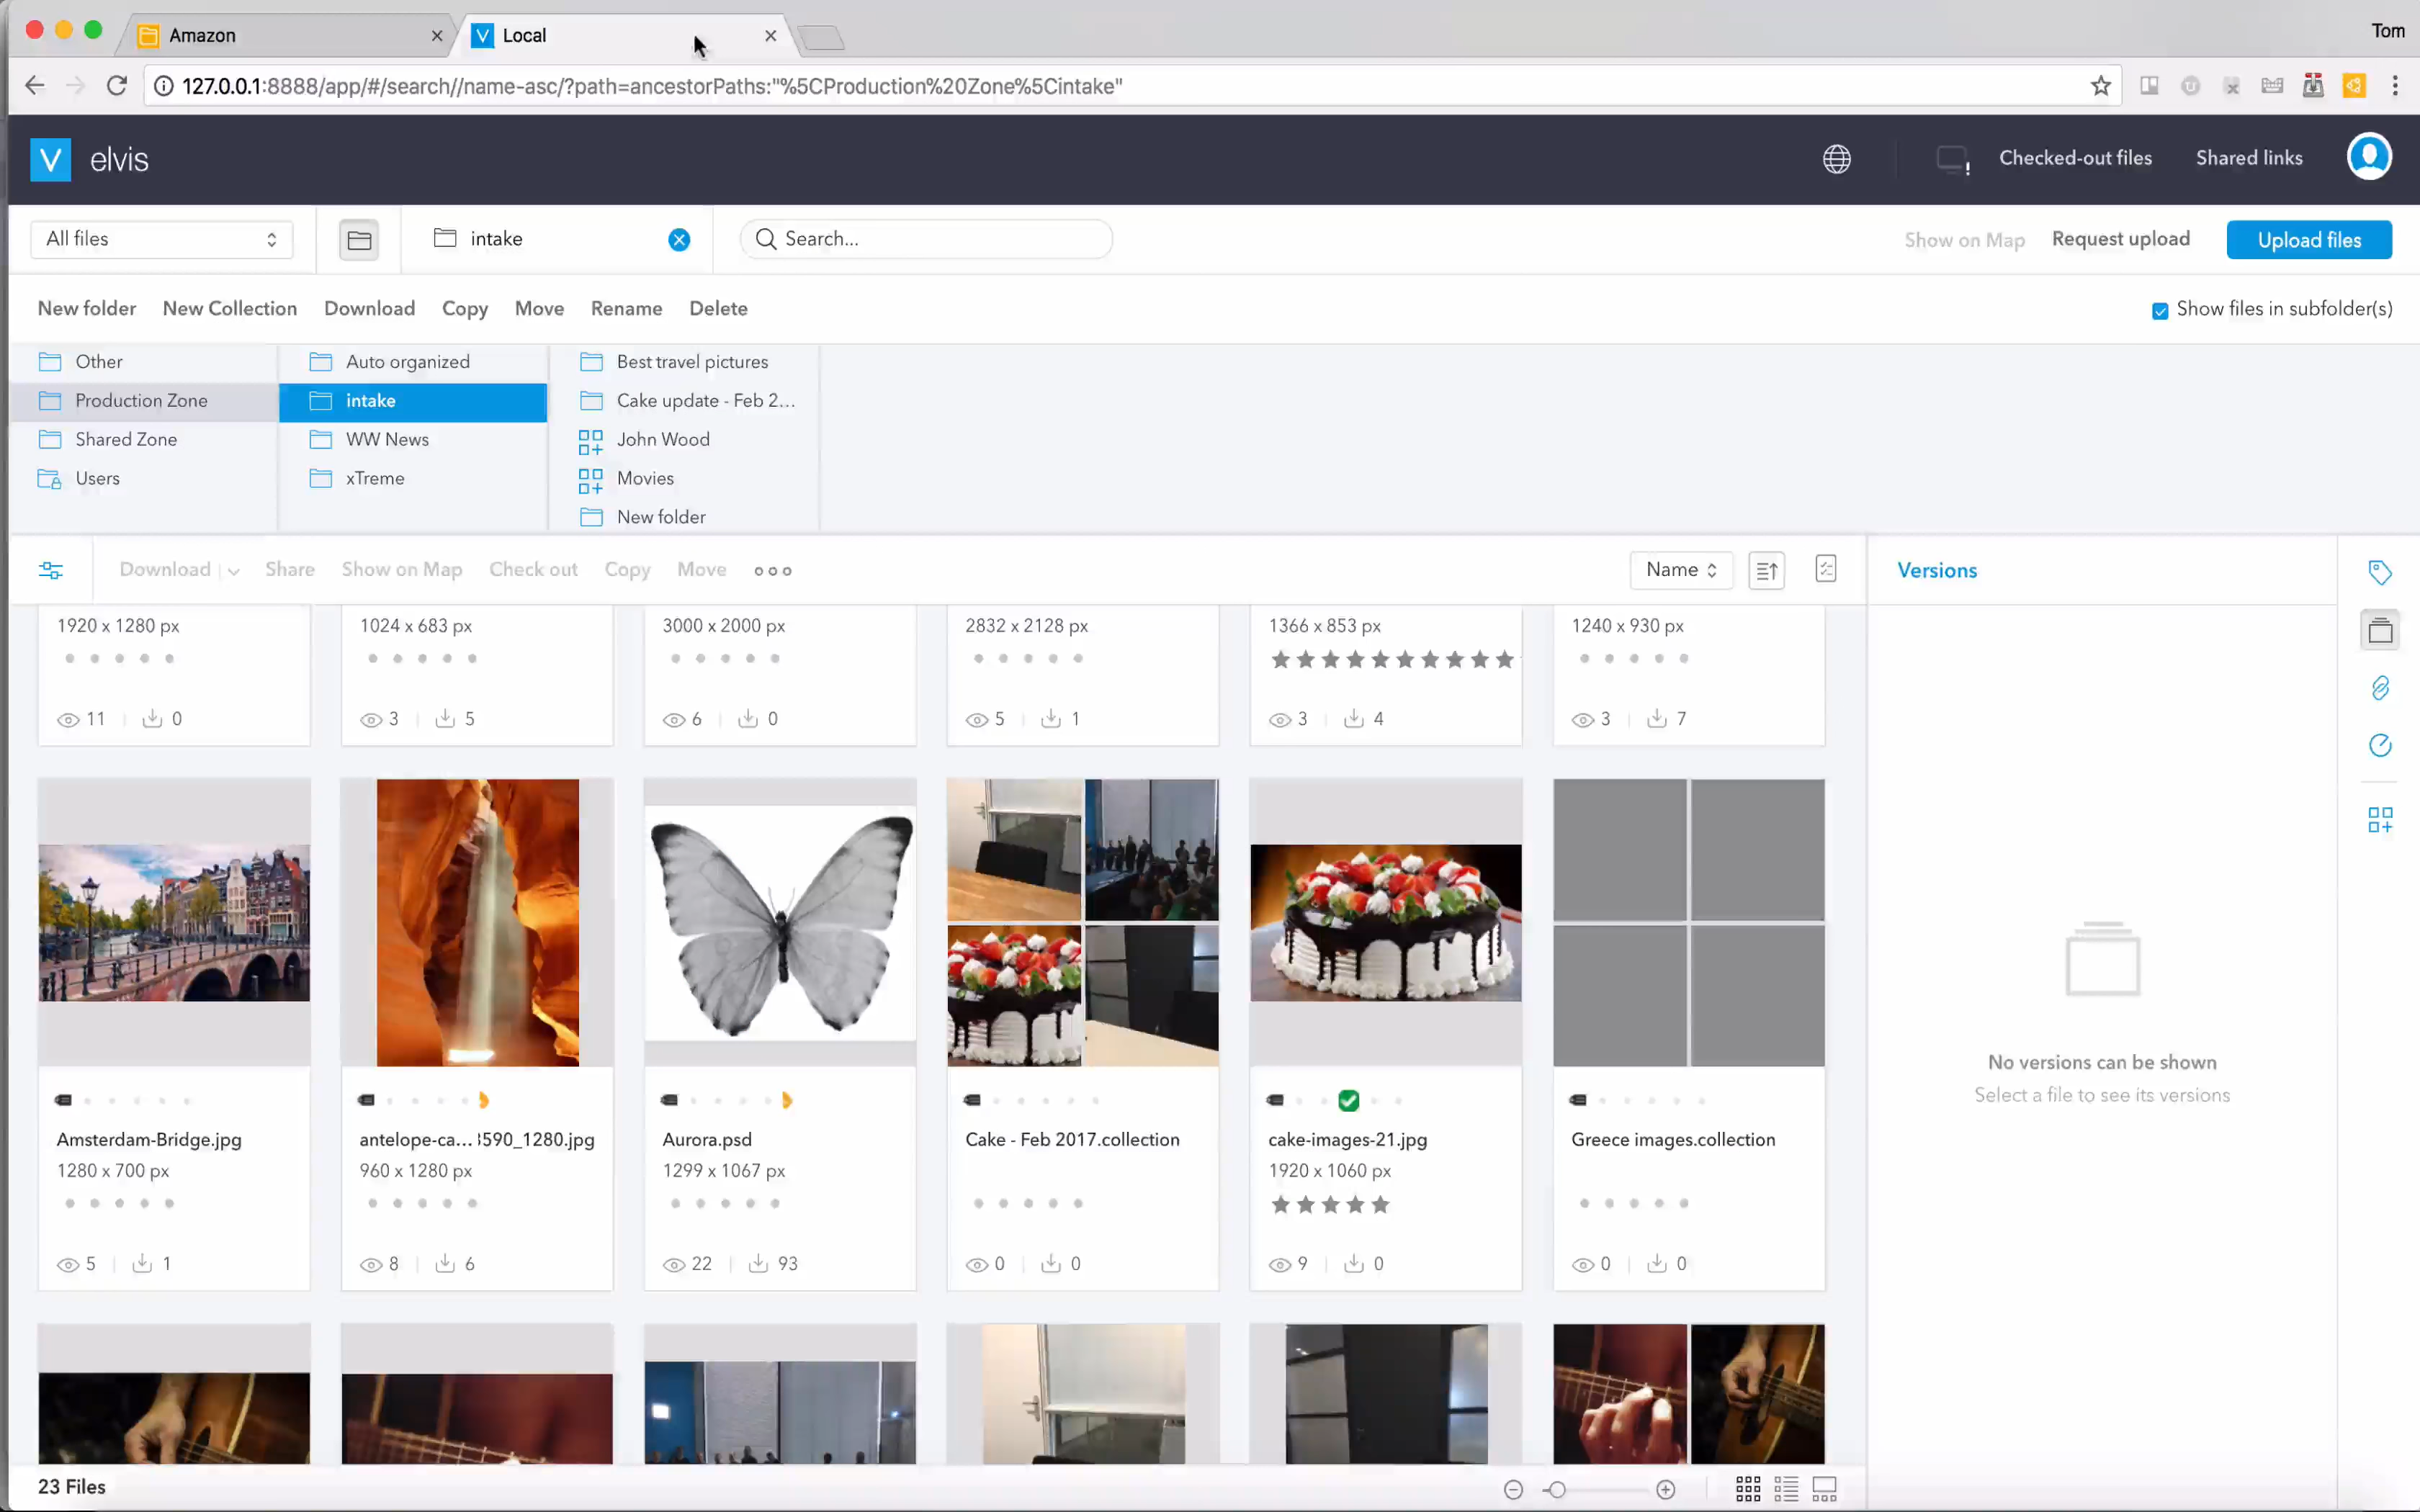 Amazon
Local
Tom
127.0.0.1:8888/app/#/search//name-asc/?path=ancestorPaths:"%5CProduction%20Zone%5Cintake"
elvis
Checked-out files
Shared links
All files
intake
Search...
Show on Map
Request upload
Upload files
New folder
New Collection
Download
Copy
Move
Rename
Delete
Show files in subfolder(s)
Other
Auto organized
Best travel pictures
Production Zone
intake
Cake update - Feb 2...
Shared Zone
WW News
John Wood
Users
xTreme
Movies
New folder
Download
Share
Show on Map
Check out
Copy
Move
Name
Versions
1920 x 1280 px
1024 x 683 px
3000 x 2000 px
2832 x 2128 px
1366 x 853 px
1240 x 930 px
11 0
3 5
6 0
5 1
3 4
3 7
Amsterdam-Bridge.jpg
antelope-ca... 590_1280.jpg
Aurora.psd
Cake - Feb 2017.collection
cake-images-21.jpg
Greece images.collection
1280 x 700 px
960 x 1280 px
1299 x 1067 px
1920 x 1060 px
5 1
8 6
22 93
0 0
9 0
0 0
No versions can be shown
Select a file to see its versions
23 Files